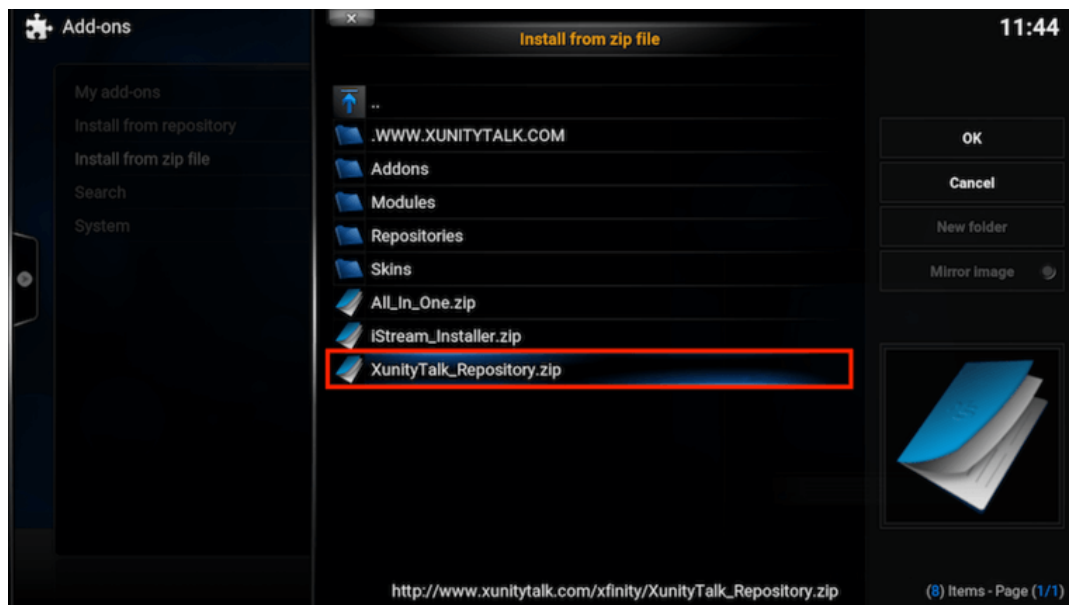 Add-ons
My add-ons
Install from repository
Install from zip file
Search
System
×
Install from zip file
..
.WWW.XUNITYTALK.COM
Addons
Modules
Repositories
Skins
All_In_One.zip
iStream_Installer.zip
XunityTalk_Repository.zip
http://www.xunitytalk.com/xfinity/XunityTalk_Repository.zip
11:44
OK
Cancel
New folder
Mirror image
(8) Items - Page (1/1)